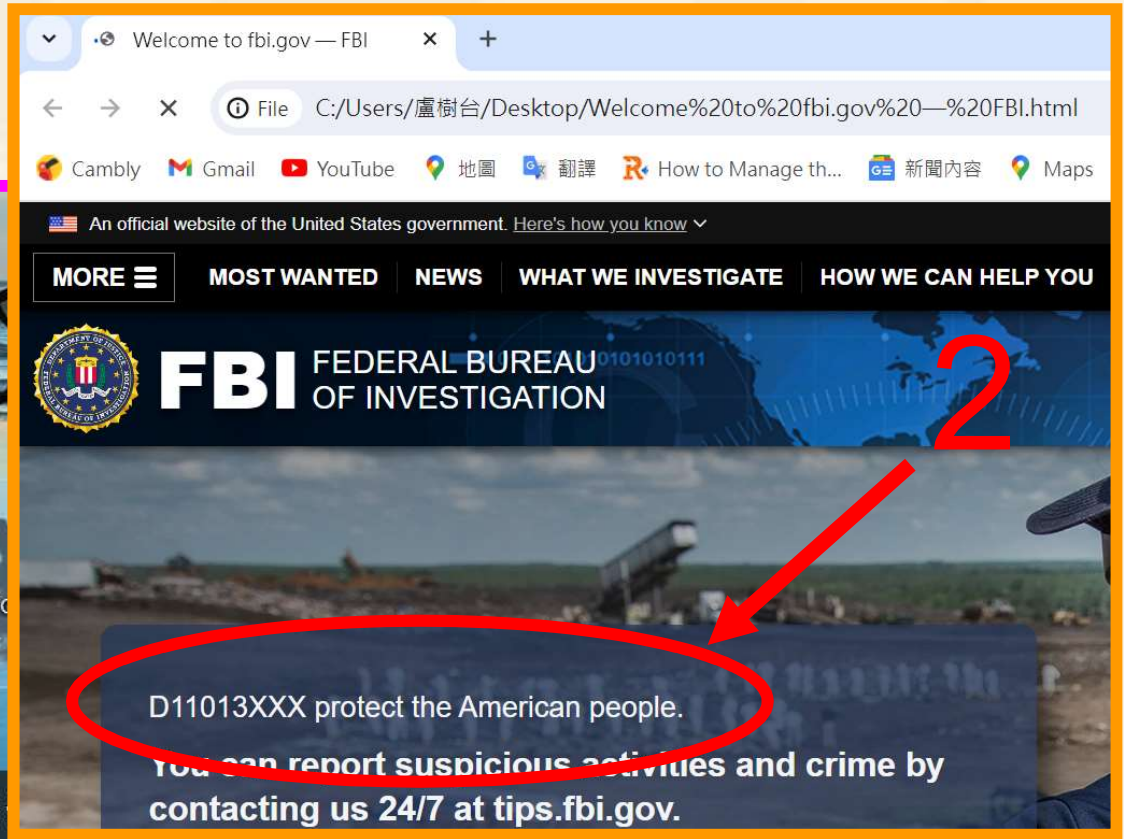 Welcome to fbi.gov — FBI
File C:/Users/盧樹台/Desktop/Welcome%20to%20fbi.gov%20—%20FBI.html
Cambly Gmail YouTube 地圖 翻譯 How to Manage th... 新聞內容 Maps
An official website of the United States government. Here's how you know
MORE MOST WANTED NEWS WHAT WE INVESTIGATE HOW WE CAN HELP YOU
FBI FEDERAL BUREAU
OF INVESTIGATION
2
D11013XXX protect the American people.
You can report suspicious activities and crime by
contacting us 24/7 at tips.fbi.gov.